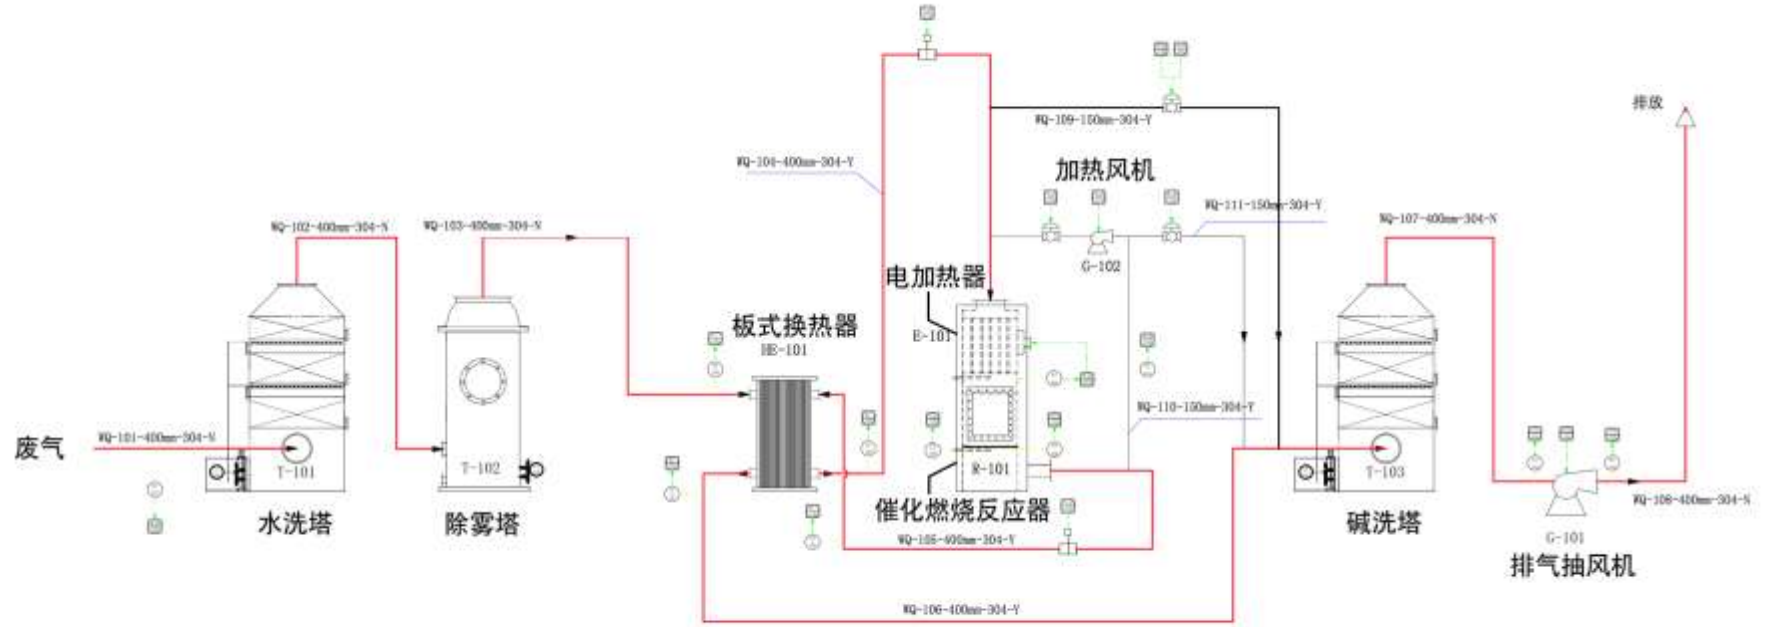 排放
WQ-109-150mm-304-Y
WQ-104-400mm-304-Y
加热风机
WQ-111-150mm-304-Y
WQ-102-400mm-304-N
WQ-103-400mm-304-N
WQ-107-400mm-304-N
G-102
电加热器
板式换热器
HE-101
E-101
WQ-110-150mm-304-Y
废气
WQ-101-400mm-304-N
T-101
T-102
R-101
T-103
WQ-108-400mm-304-N
水洗塔
除雾塔
催化燃烧反应器
碱洗塔
WQ-105-400mm-304-Y
G-101
排气抽风机
WQ-106-400mm-304-Y